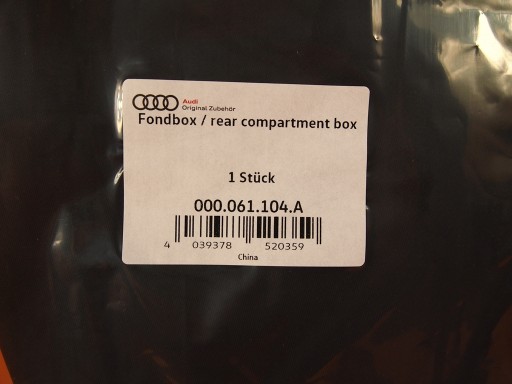 Audi
Original Zubehör
Fondbox / rear compartment box
1 Stück
000.061.104.A
4 039378 520359
China